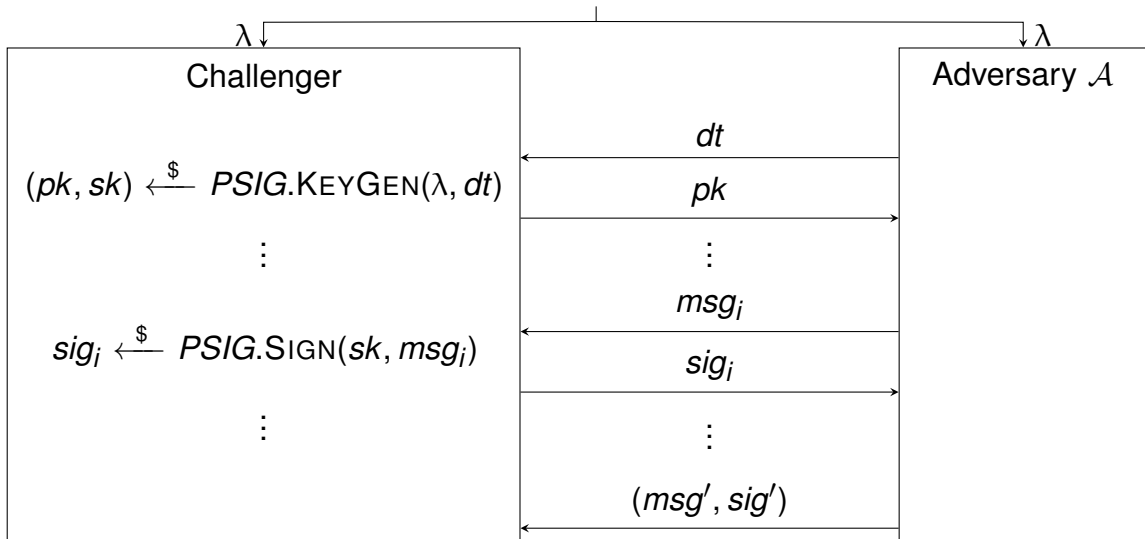 λ λ
Challenger Adversary 𝒜
dt
(pk, sk) ←$ PSIG.KEYGEN(λ, dt)
pk
⋮ ⋮
msg_i
sig_i ←$ PSIG.SIGN(sk, msg_i)
sig_i
⋮ ⋮
(msg′, sig′)